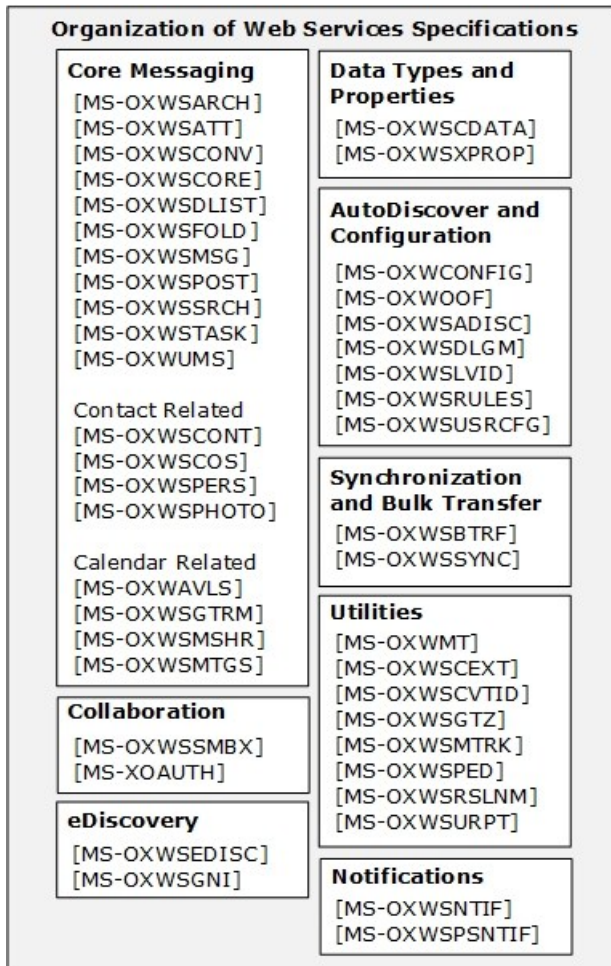 Organization of Web Services Specifications
Core Messaging
[MS-OXWSARCH]
[MS-OXWSATT]
[MS-OXWSCONV]
[MS-OXWSCORE]
[MS-OXWSDLIST]
[MS-OXWSFOLD]
[MS-OXWSMSG]
[MS-OXWSPOST]
[MS-OXWSSRCH]
[MS-OXWSTASK]
[MS-OXWUMS]
Contact Related
[MS-OXWSCONT]
[MS-OXWSCOS]
[MS-OXWSPERS]
[MS-OXWSPHOTO]
Calendar Related
[MS-OXWAVLS]
[MS-OXWSGTRM]
[MS-OXWSMSHR]
[MS-OXWSMTGS]
Collaboration
[MS-OXWSSMBX]
[MS-XOAUTH]
eDiscovery
[MS-OXWSEDISC]
[MS-OXWSGNI]
Data Types and
Properties
[MS-OXWSCDATA]
[MS-OXWSXPROP]
AutoDiscover and
Configuration
[MS-OXWCONFIG]
[MS-OXWOOF]
[MS-OXWSADISC]
[MS-OXWSDLGM]
[MS-OXWSLVID]
[MS-OXWSRULES]
[MS-OXWSUSRCFG]
Synchronization
and Bulk Transfer
[MS-OXWSBTRF]
[MS-OXWSSYNC]
Utilities
[MS-OXWMT]
[MS-OXWSCEXT]
[MS-OXWSCVTID]
[MS-OXWSGTZ]
[MS-OXWSMTRK]
[MS-OXWSPED]
[MS-OXWSRSLNM]
[MS-OXWSURPT]
Notifications
[MS-OXWSNTIF]
[MS-OXWSPSNTIF]